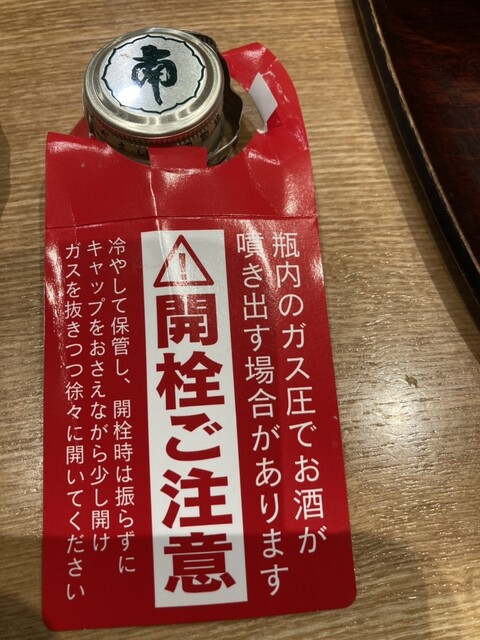 南
瓶内のガス圧でお酒が
噴き出す場合があります
開栓ご注意
冷やして保管し、開栓時は振らずに
キャップをおさえながら少し開け
ガスを抜きつつ徐々に開いてください